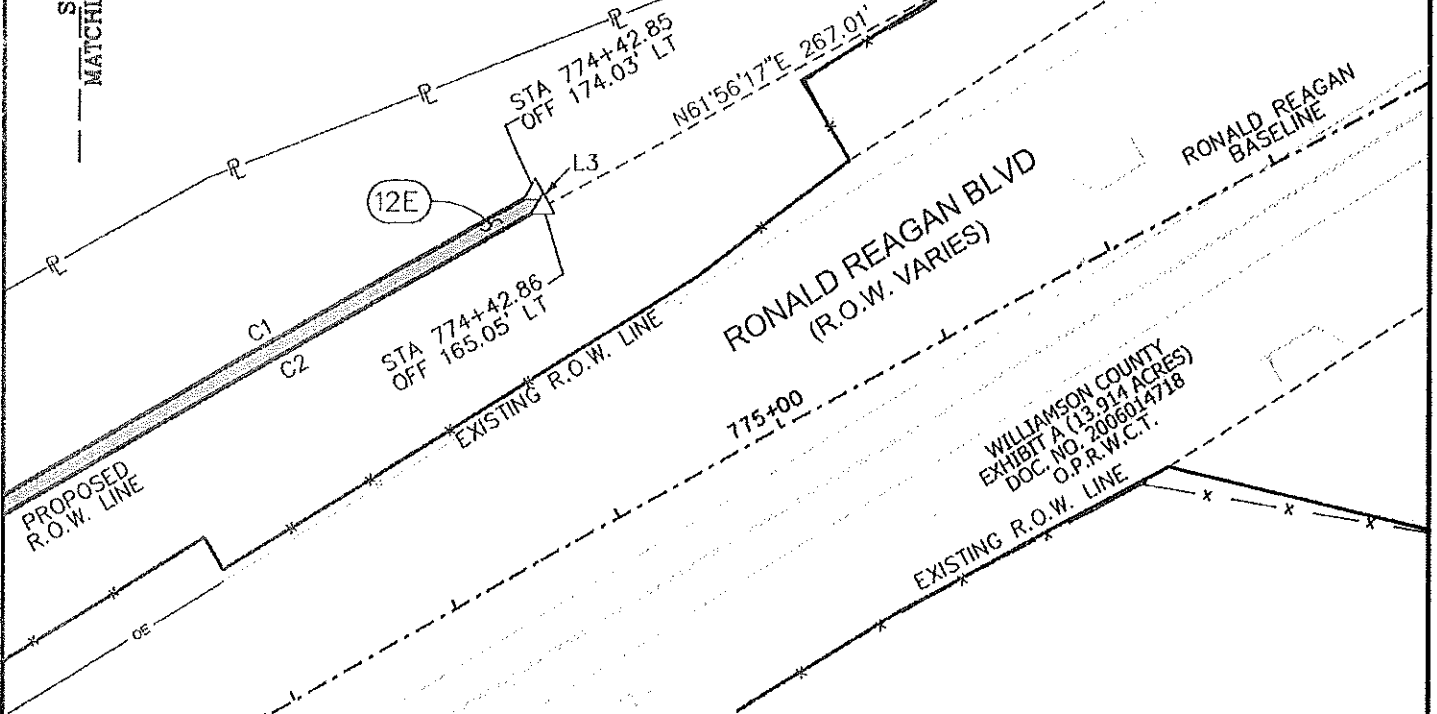 S
MATCHL
STA 774+42.85
OFF 174.03' LT
N61°56'17"E 267.01'
RONALD REAGAN
BASELINE
L3
12E
RONALD REAGAN BLVD
(R.O.W. VARIES)
STA 774+42.86
OFF 165.05' LT
C1
C2
EXISTING R.O.W. LINE
775+00
WILLIAMSON COUNTY
EXHIBIT A (13.914 ACRES)
DOC. NO. 2006014718
O.P.R.W.C.T.
EXISTING R.O.W. LINE
PROPOSED
R.O.W. LINE
OE